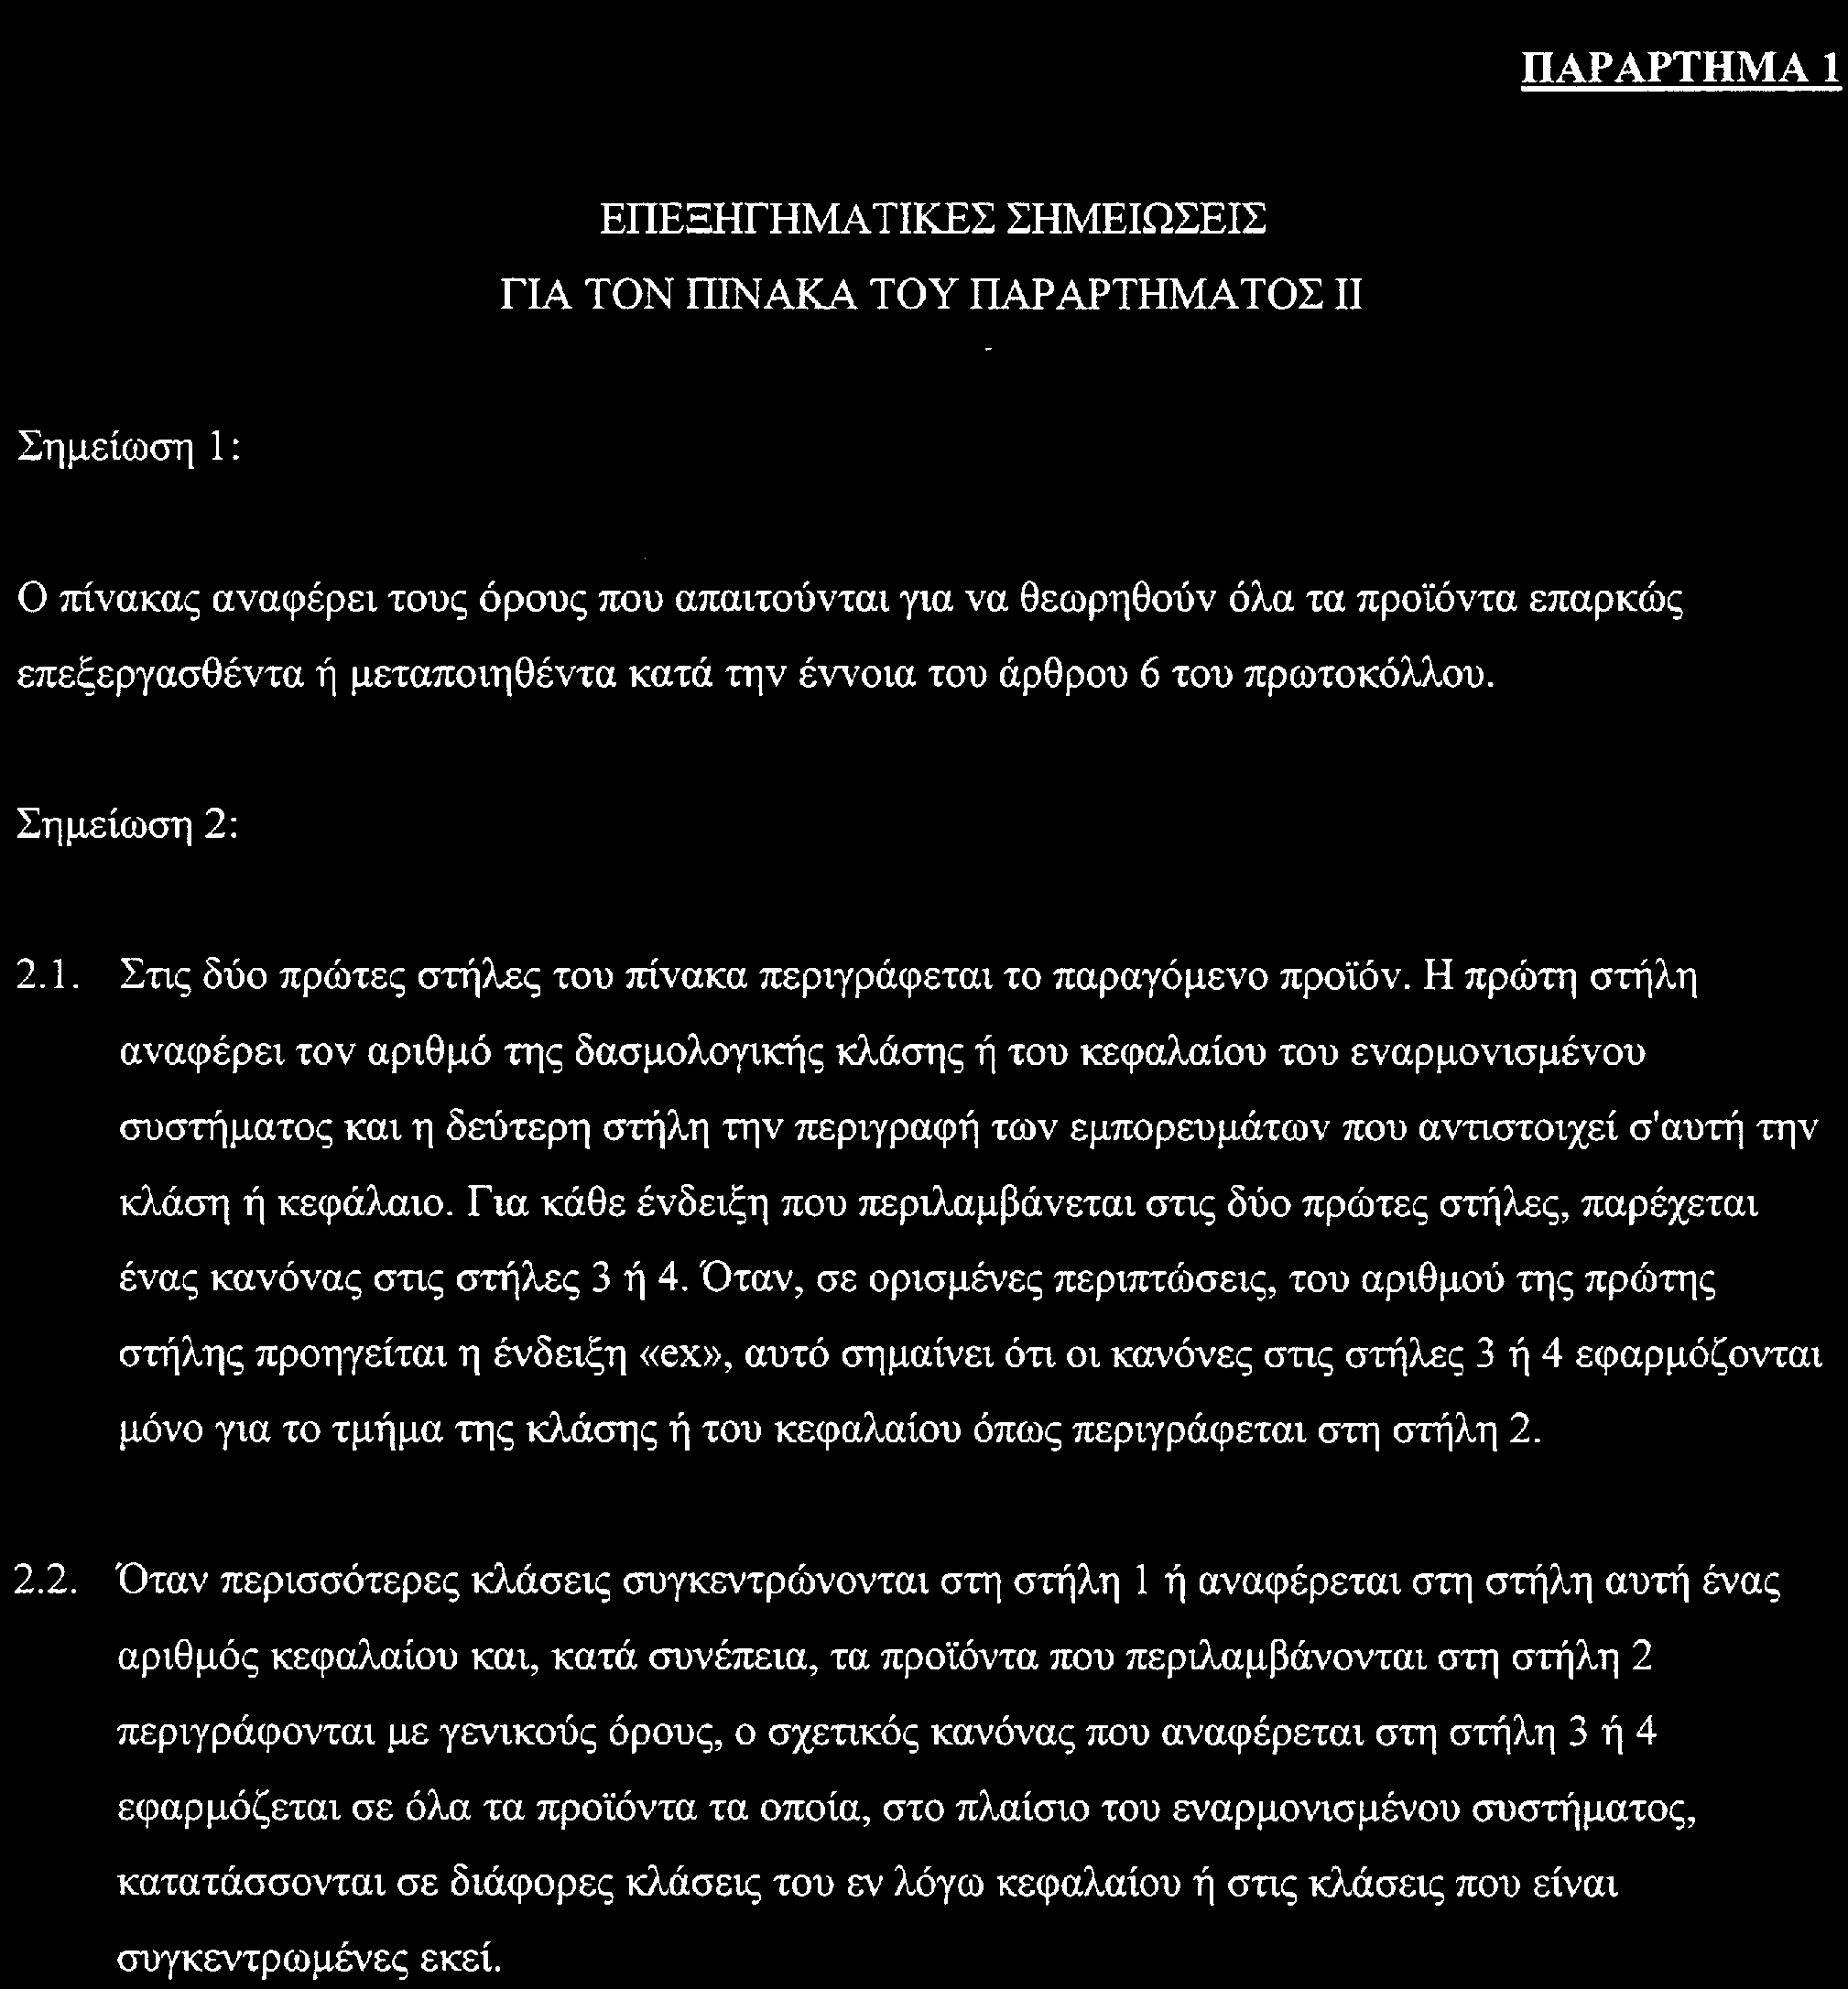 ΠΑΡΑΡΤΗΜΑ 1
ΕΠΕΞΗΓΗΜΑΤΙΚΕΣ ΣΗΜΕΙΩΣΕΙΣ
ΓΙΑ ΤΟΝ ΠΙΝΑΚΑ ΤΟΥ ΠΑΡΑΡΤΗΜΑΤΟΣ ΙΙ
Σημείωση 1:
Ο πίνακας αναφέρει τους όρους που απαιτούνται για να θεωρηθούν όλα τα προϊόντα επαρκώς
επεξεργασθέντα ή μεταποιηθέντα κατά την έννοια του άρθρου 6 του πρωτοκόλλου.
Σημείωση 2:
2.1. Στις δύο πρώτες στήλες του πίνακα περιγράφεται το παραγόμενο προϊόν. Η πρώτη στήλη
αναφέρει τον αριθμό της δασμολογικής κλάσης ή του κεφαλαίου του εναρμονισμένου
συστήματος και η δεύτερη στήλη την περιγραφή των εμπορευμάτων που αντιστοιχεί σ'αυτή την
κλάση ή κεφάλαιο. Για κάθε ένδειξη που περιλαμβάνεται στις δύο πρώτες στήλες, παρέχεται
ένας κανόνας στις στήλες 3 ή 4. Όταν, σε ορισμένες περιπτώσεις, του αριθμού της πρώτης
στήλης προηγείται η ένδειξη «ex», αυτό σημαίνει ότι οι κανόνες στις στήλες 3 ή 4 εφαρμόζονται
μόνο για το τμήμα της κλάσης ή του κεφαλαίου όπως περιγράφεται στη στήλη 2.
2.2. Όταν περισσότερες κλάσεις συγκεντρώνονται στη στήλη 1 ή αναφέρεται στη στήλη αυτή ένας
αριθμός κεφαλαίου και, κατά συνέπεια, τα προϊόντα που περιλαμβάνονται στη στήλη 2
περιγράφονται με γενικούς όρους, ο σχετικός κανόνας που αναφέρεται στη στήλη 3 ή 4
εφαρμόζεται σε όλα τα προϊόντα τα οποία, στο πλαίσιο του εναρμονισμένου συστήματος,
κατατάσσονται σε διάφορες κλάσεις του εν λόγω κεφαλαίου ή στις κλάσεις που είναι
συγκεντρωμένες εκεί.